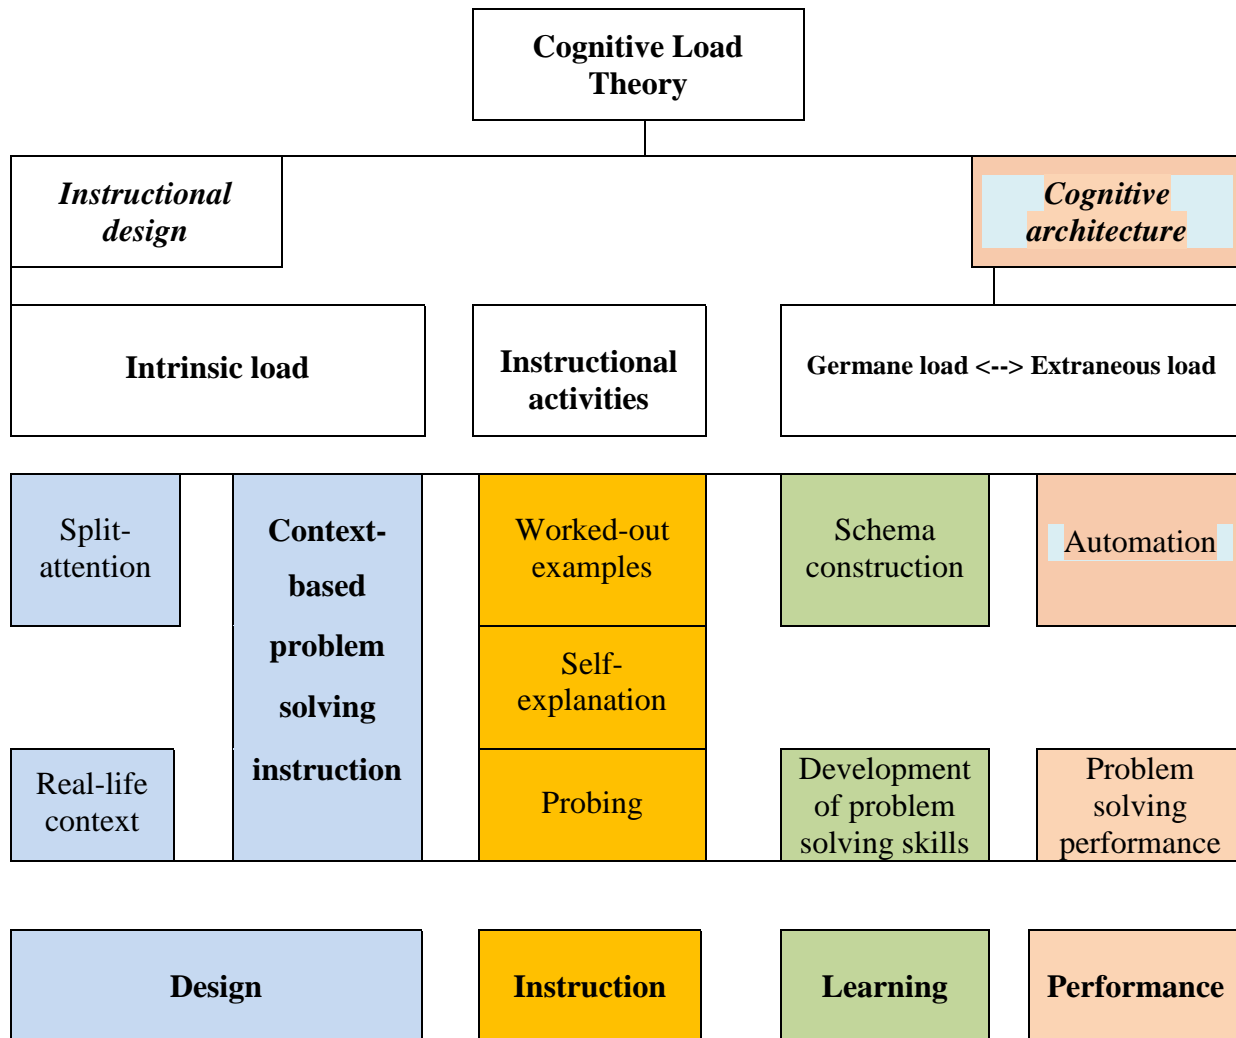 Cognitive Load
Theory
Instructional
design
Cognitive
architecture
Intrinsic load
Instructional
activities
Germane load <--> Extraneous load
Split-
attention
Context-
based
problem
solving
instruction
Worked-out
examples
Schema
construction
Automation
Self-
explanation
Real-life
context
Probing
Development
of problem
solving skills
Problem
solving
performance
Design
Instruction
Learning
Performance